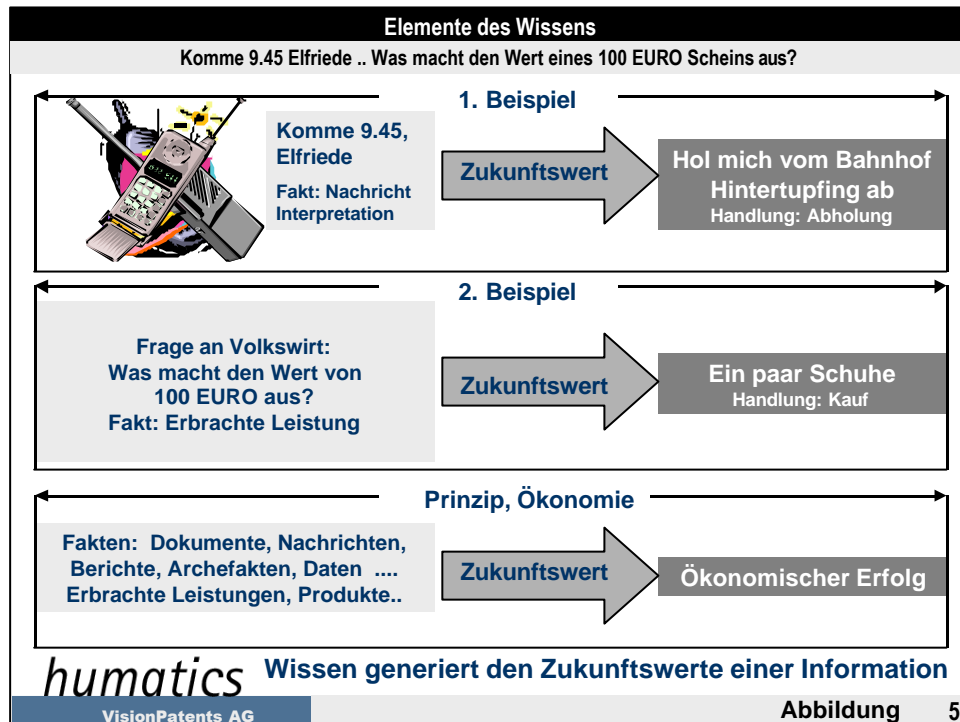 Elemente des Wissens
Komme 9.45 Elfriede .. Was macht den Wert eines 100 EURO Scheins aus?
1. Beispiel
Komme 9.45,
Elfriede
Fakt: Nachricht
Interpretation
Zukunftswert
Hol mich vom Bahnhof
Hintertupfing ab
Handlung: Abholung
2. Beispiel
Frage an Volkswirt:
Was macht den Wert von
100 EURO aus?
Fakt: Erbrachte Leistung
Zukunftswert
Ein paar Schuhe
Handlung: Kauf
Prinzip, Ökonomie
Fakten: Dokumente, Nachrichten,
Berichte, Archefakten, Daten ....
Erbrachte Leistungen, Produkte..
Zukunftswert
Ökonomischer Erfolg
humatics
Wissen generiert den Zukunftswerte einer Information
VisionPatents AG
Abbildung 5